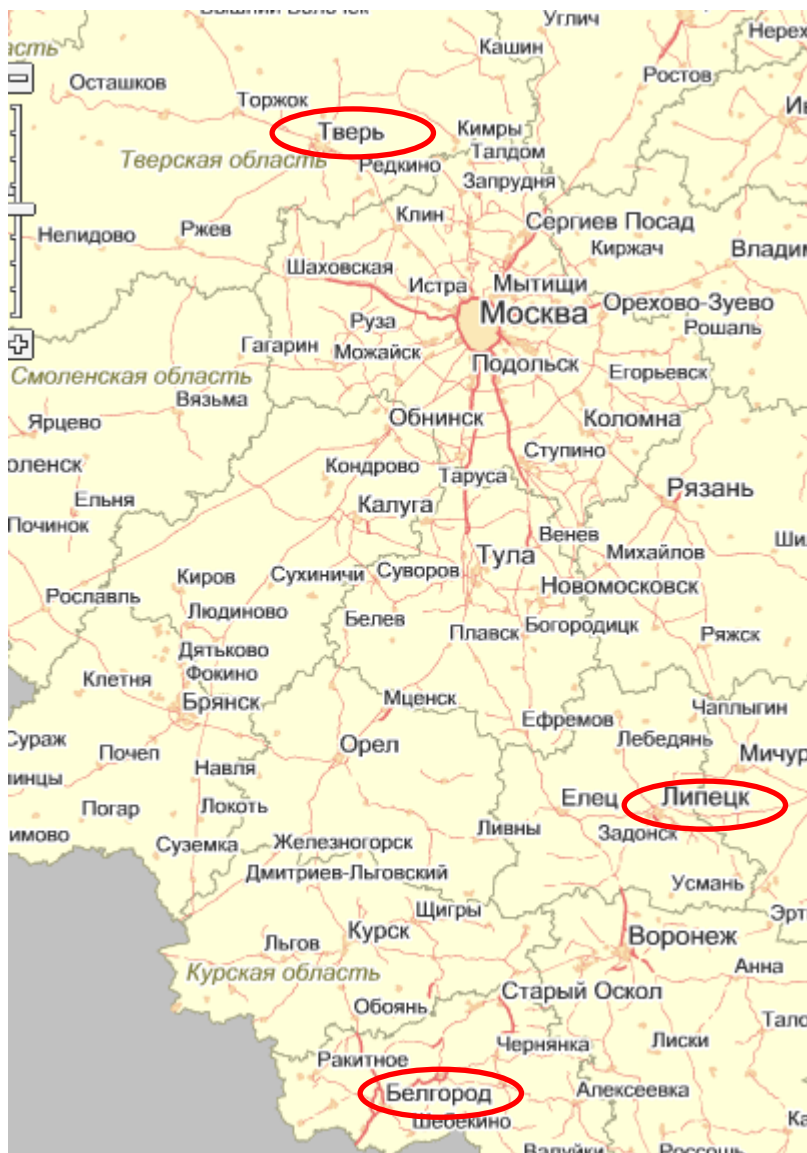 Углич
Кашин
Ростов
Осташков
Торжок
Тверь
Кимры
Талдом
Тверская область
Редкино
Запрудня
Клин
Сергиев Посад
Нелидово
Ржев
Киржач
Шаховская
Истра
Мытищи
Москва
Орехово-Зуево
Руза
Рошаль
Гагарин
Можайск
Подольск
Егорьевск
Смоленская область
Вязьма
Ярцево
Обнинск
Коломна
Ступино
Кондрово
Таруса
Рязань
Ельня
Калуга
Починок
Венев
Тула
Михайлов
Киров
Сухиничи
Суворов
Новомосковск
Рославль
Людиново
Белев
Плавск
Богородицк
Ряжск
Дятьково
Фокино
Клетня
Брянск
Мценск
Чаплыгин
Ефремов
Лебедянь
Орел
Почеп
Навля
Елец
Липецк
Погар
Локоть
Ливны
Задонск
Суземка
Железногорск
Дмитриев-Льговский
Усмань
Щигры
Курск
Воронеж
Льгов
Анна
Курская область
Старый Оскол
Обоянь
Чернянка
Лиски
Ракитное
Белгород
Алексеевка
Шебекино
Валуйки
Россошь